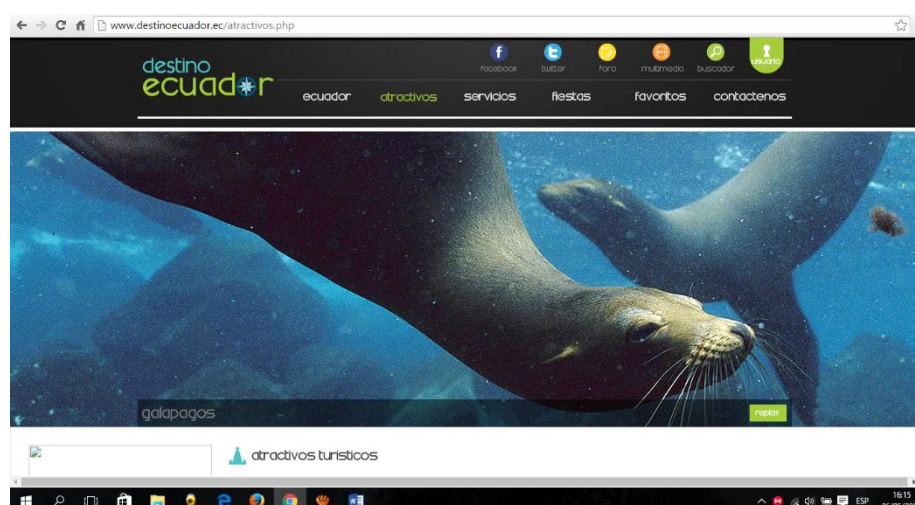 www.destinoecuador.ec/atractivos.php
destino
ecuador
facebook twitter foro multimedia buscador usuario
ecuador atractivos servicios fiestas favoritos contactenos
galapagos
replay
atractivos turisticos
ESP
16:15